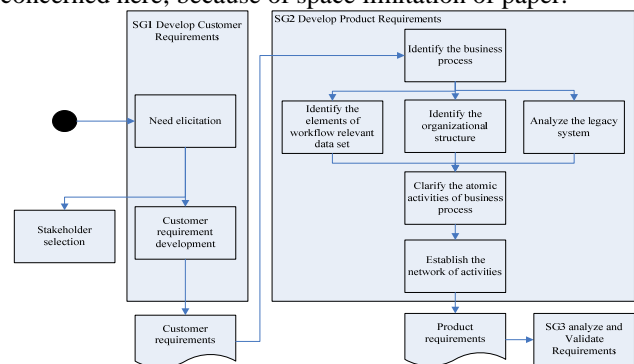 concerned here, because of space limitation of paper.
SG1 Develop Customer
Requirements
Need elicitation
Stakeholder
selection
Customer
requirement
development
Customer
requirements
SG2 Develop Product Requirements
Identify the business
process
Identify the
elements of
workflow relevant
data set
Identify the
organizational
structure
Analyze the legacy
system
Clarify the atomic
activities of business
process
Establish the
network of activities
Product
requirements
SG3 analyze and
Validate
Requirements